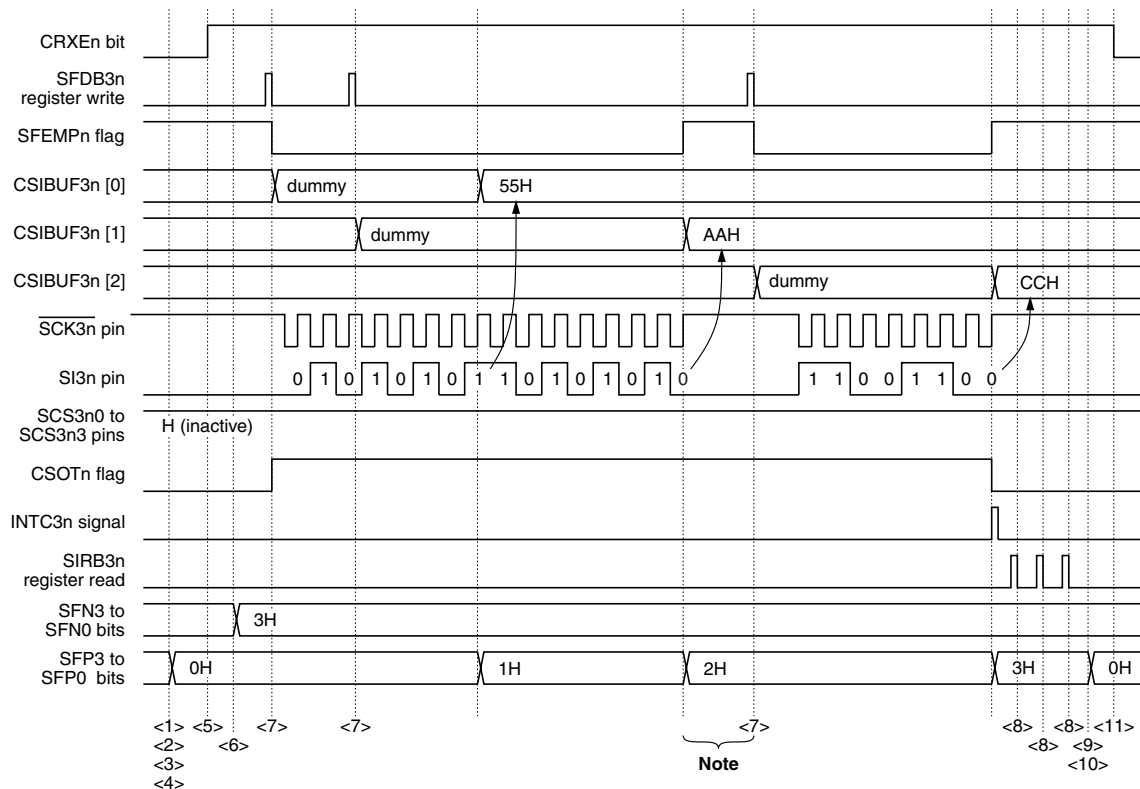 CRXEn bit
SFDB3n
register write
SFEMPn flag
CSIBUF3n [0]
dummy
55H
CSIBUF3n [1]
dummy
AAH
CSIBUF3n [2]
dummy
CCH
SCK3n pin
SI3n pin
0 1 0 1 0 1 0 1 1 0 1 0 1 0 1 0 1 1 0 0 1 1 0 0
SCS3n0 to
SCS3n3 pins
H (inactive)
CSOTn flag
INTC3n signal
SIRB3n
register read
SFN3 to
SFN0 bits
3H
SFP3 to
SFP0 bits
0H 1H 2H 3H 0H
<1> <5> <7> <7> <7> <8> <8> <11>
<2> <6> <8> <9>
<3> Note <10>
<4>